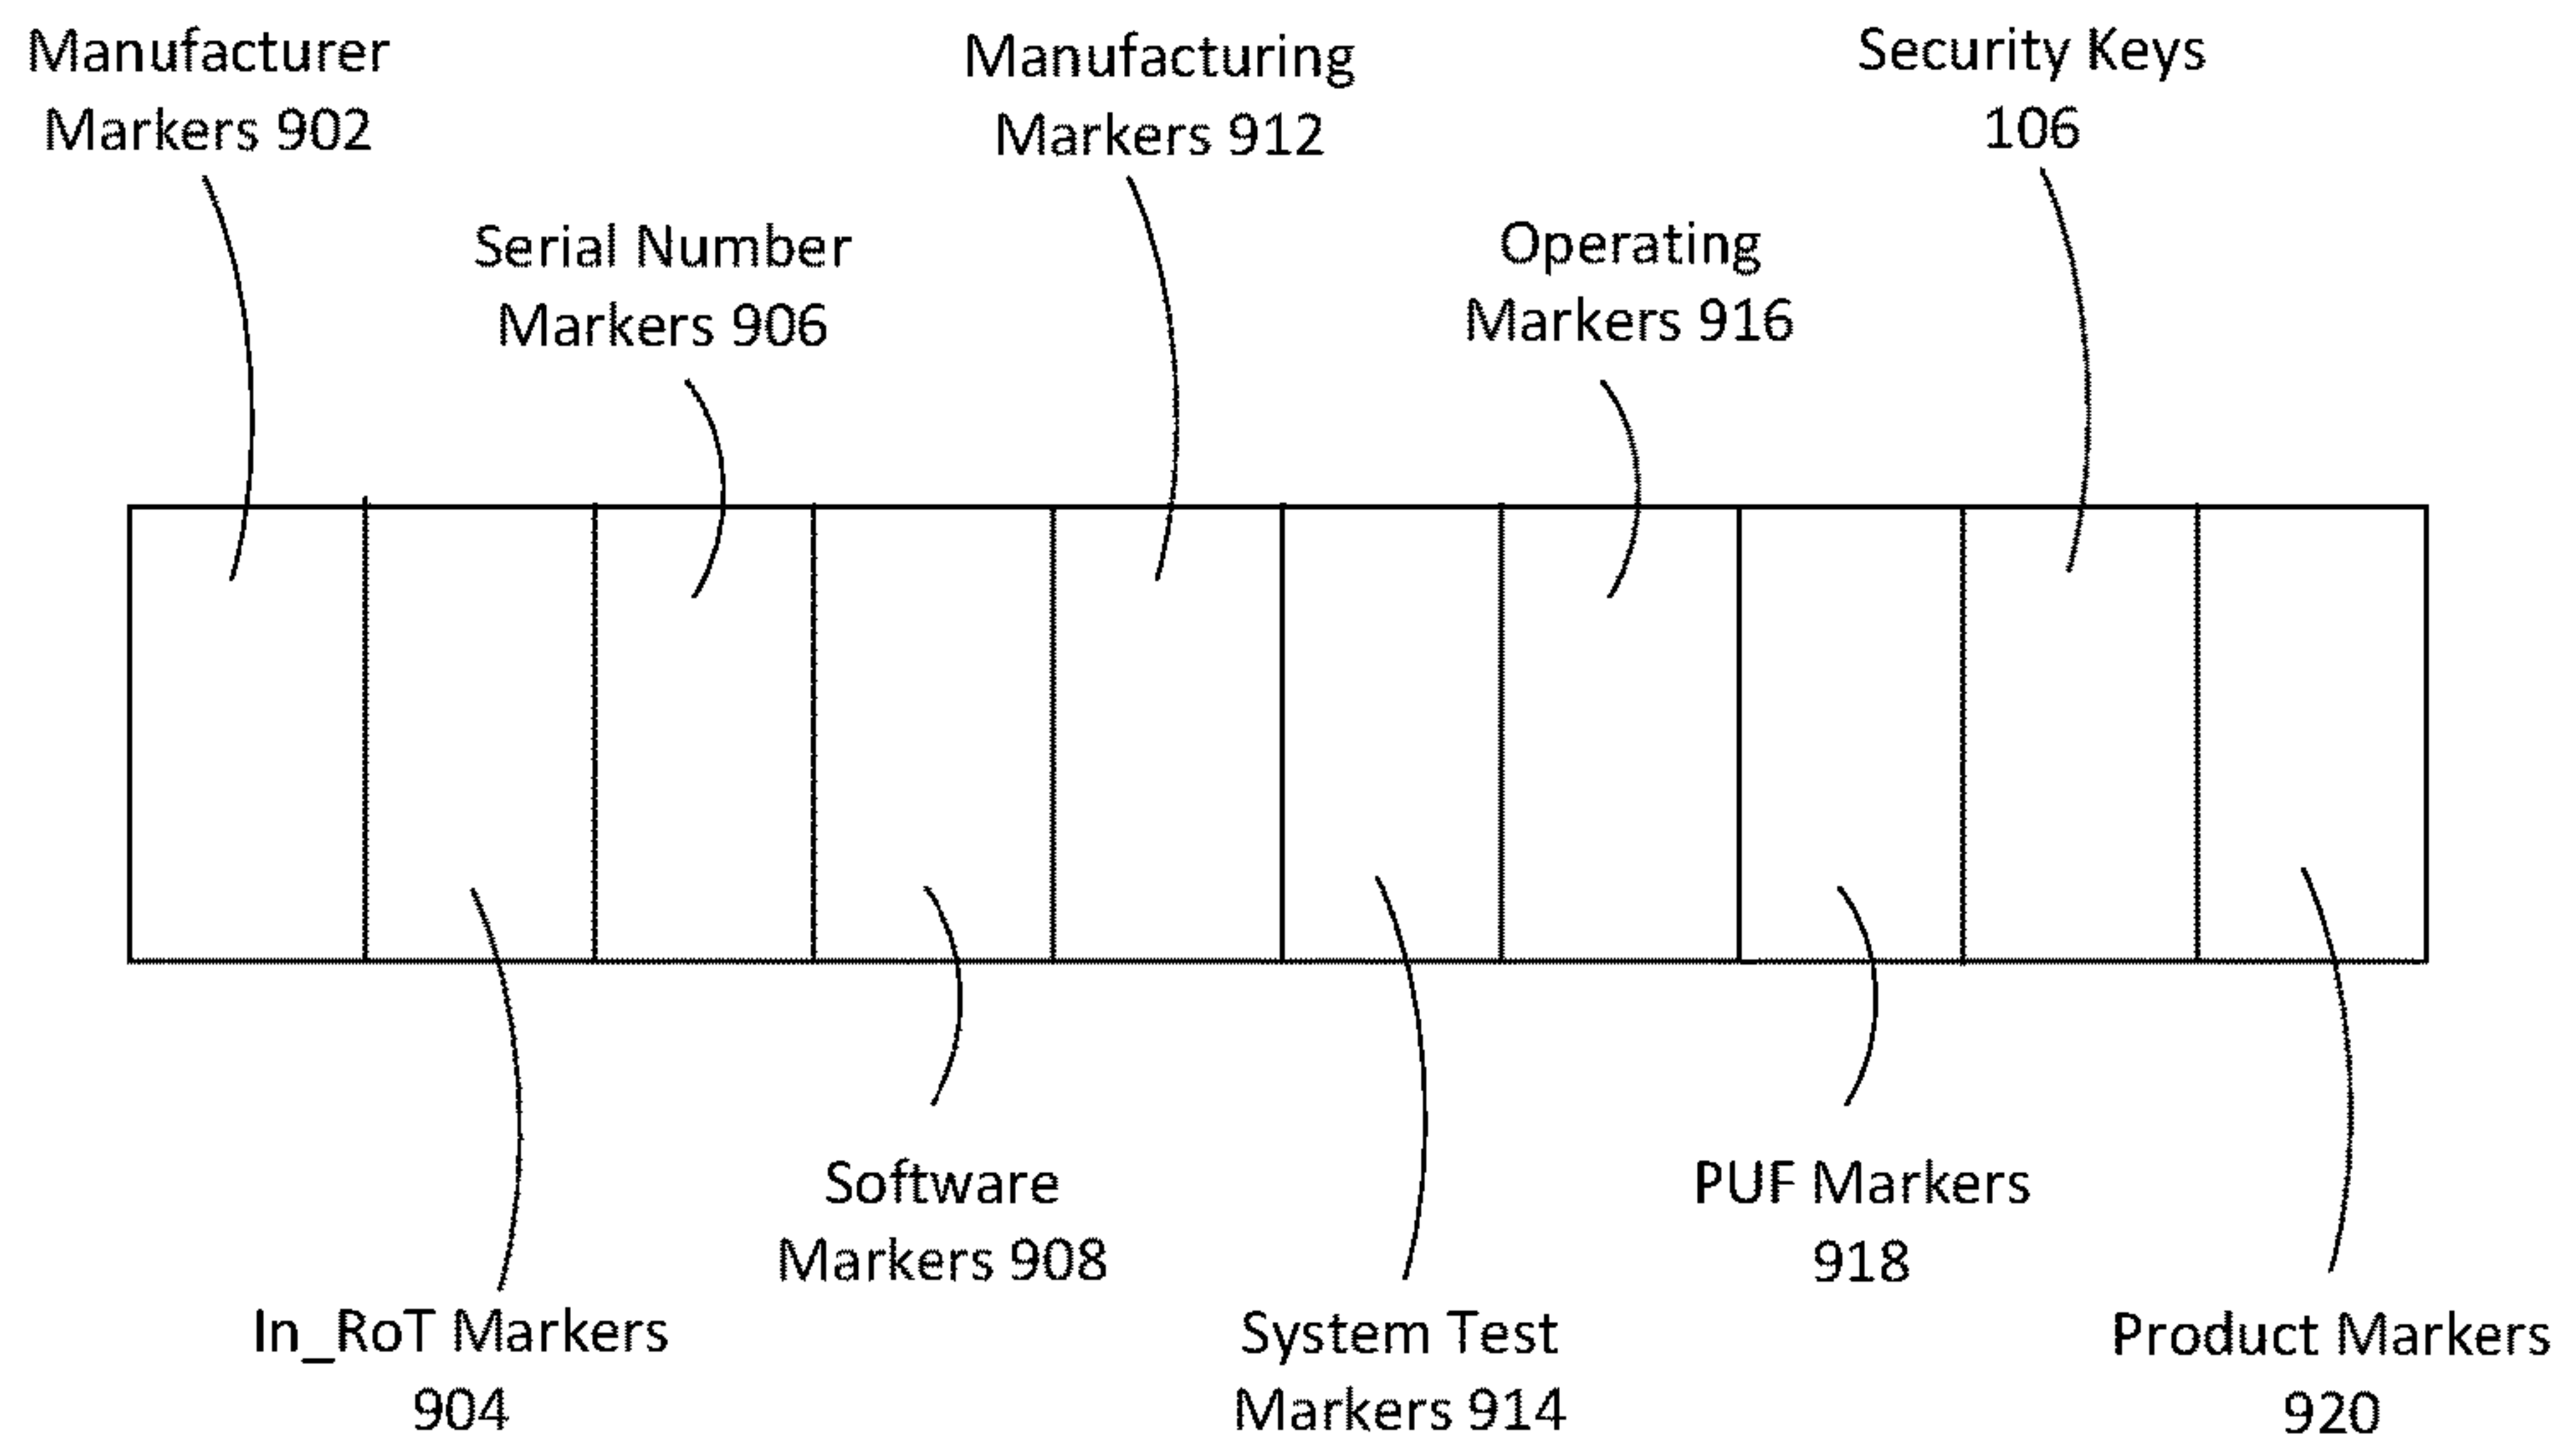 Manufacturer
Markers 902
Manufacturing
Markers 912
Security Keys
106
Serial Number
Markers 906
Operating
Markers 916
Software
Markers 908
PUF Markers
918
In_RoT Markers
904
System Test
Markers 914
Product Markers
920